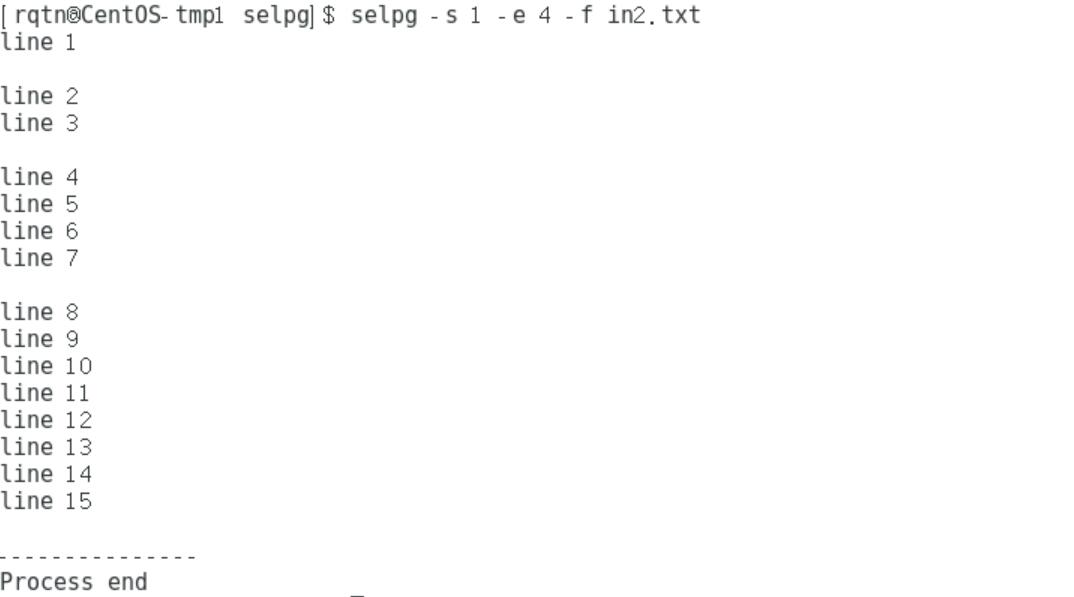 [rqtn@CentOS-tmp1 selpg]$ selpg -s 1 -e 4 -f in2.txt
line 1
line 2
line 3
line 4
line 5
line 6
line 7
line 8
line 9
line 10
line 11
line 12
line 13
line 14
line 15
---------------
Process end